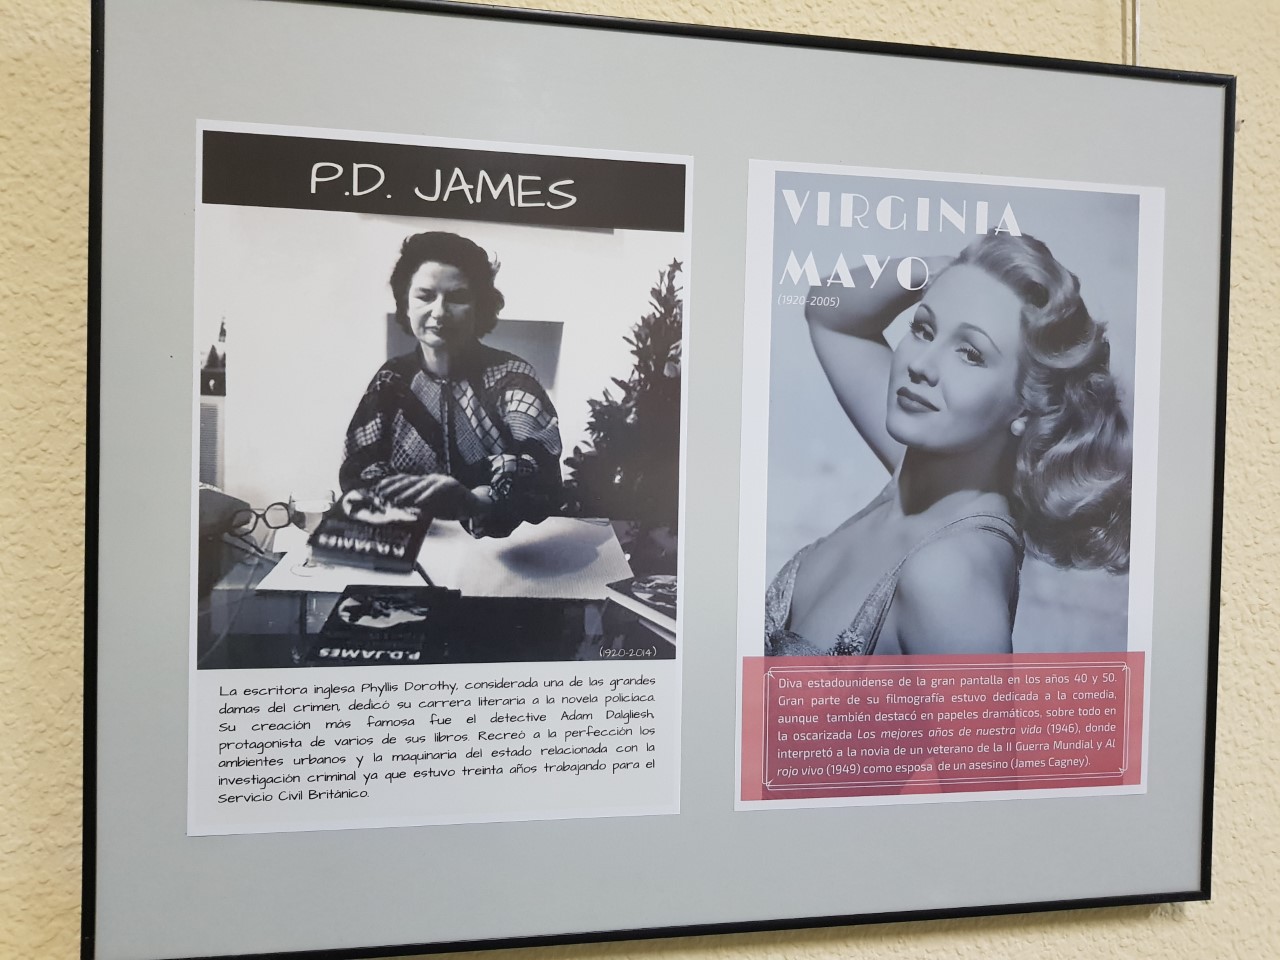 P.D. JAMES
P.D. JAMES
P.D. JAMES
(1920-2014)
La escritora inglesa Phyllis Dorothy, considerada una de las grandes
damas del crimen, dedicó su carrera literaria a la novela policíaca.
Su creación más famosa fue el detective Adam Dalgliesh,
protagonista de varios de sus libros. Recreó a la perfección los
ambientes urbanos y la maquinaria del estado relacionada con la
investigación criminal ya que estuvo treinta años trabajando para el
Servicio Civil Británico.
VIRGINIA
MAYO
(1920-2005)
Diva estadounidense de la gran pantalla en los años 40 y 50.
Gran parte de su filmografía estuvo dedicada a la comedia,
aunque también destacó en papeles dramáticos, sobre todo en
la oscarizada Los mejores años de nuestra vida (1946), donde
interpretó a la novia de un veterano de la II Guerra Mundial y Al
rojo vivo (1949) como esposa de un asesino (James Cagney).